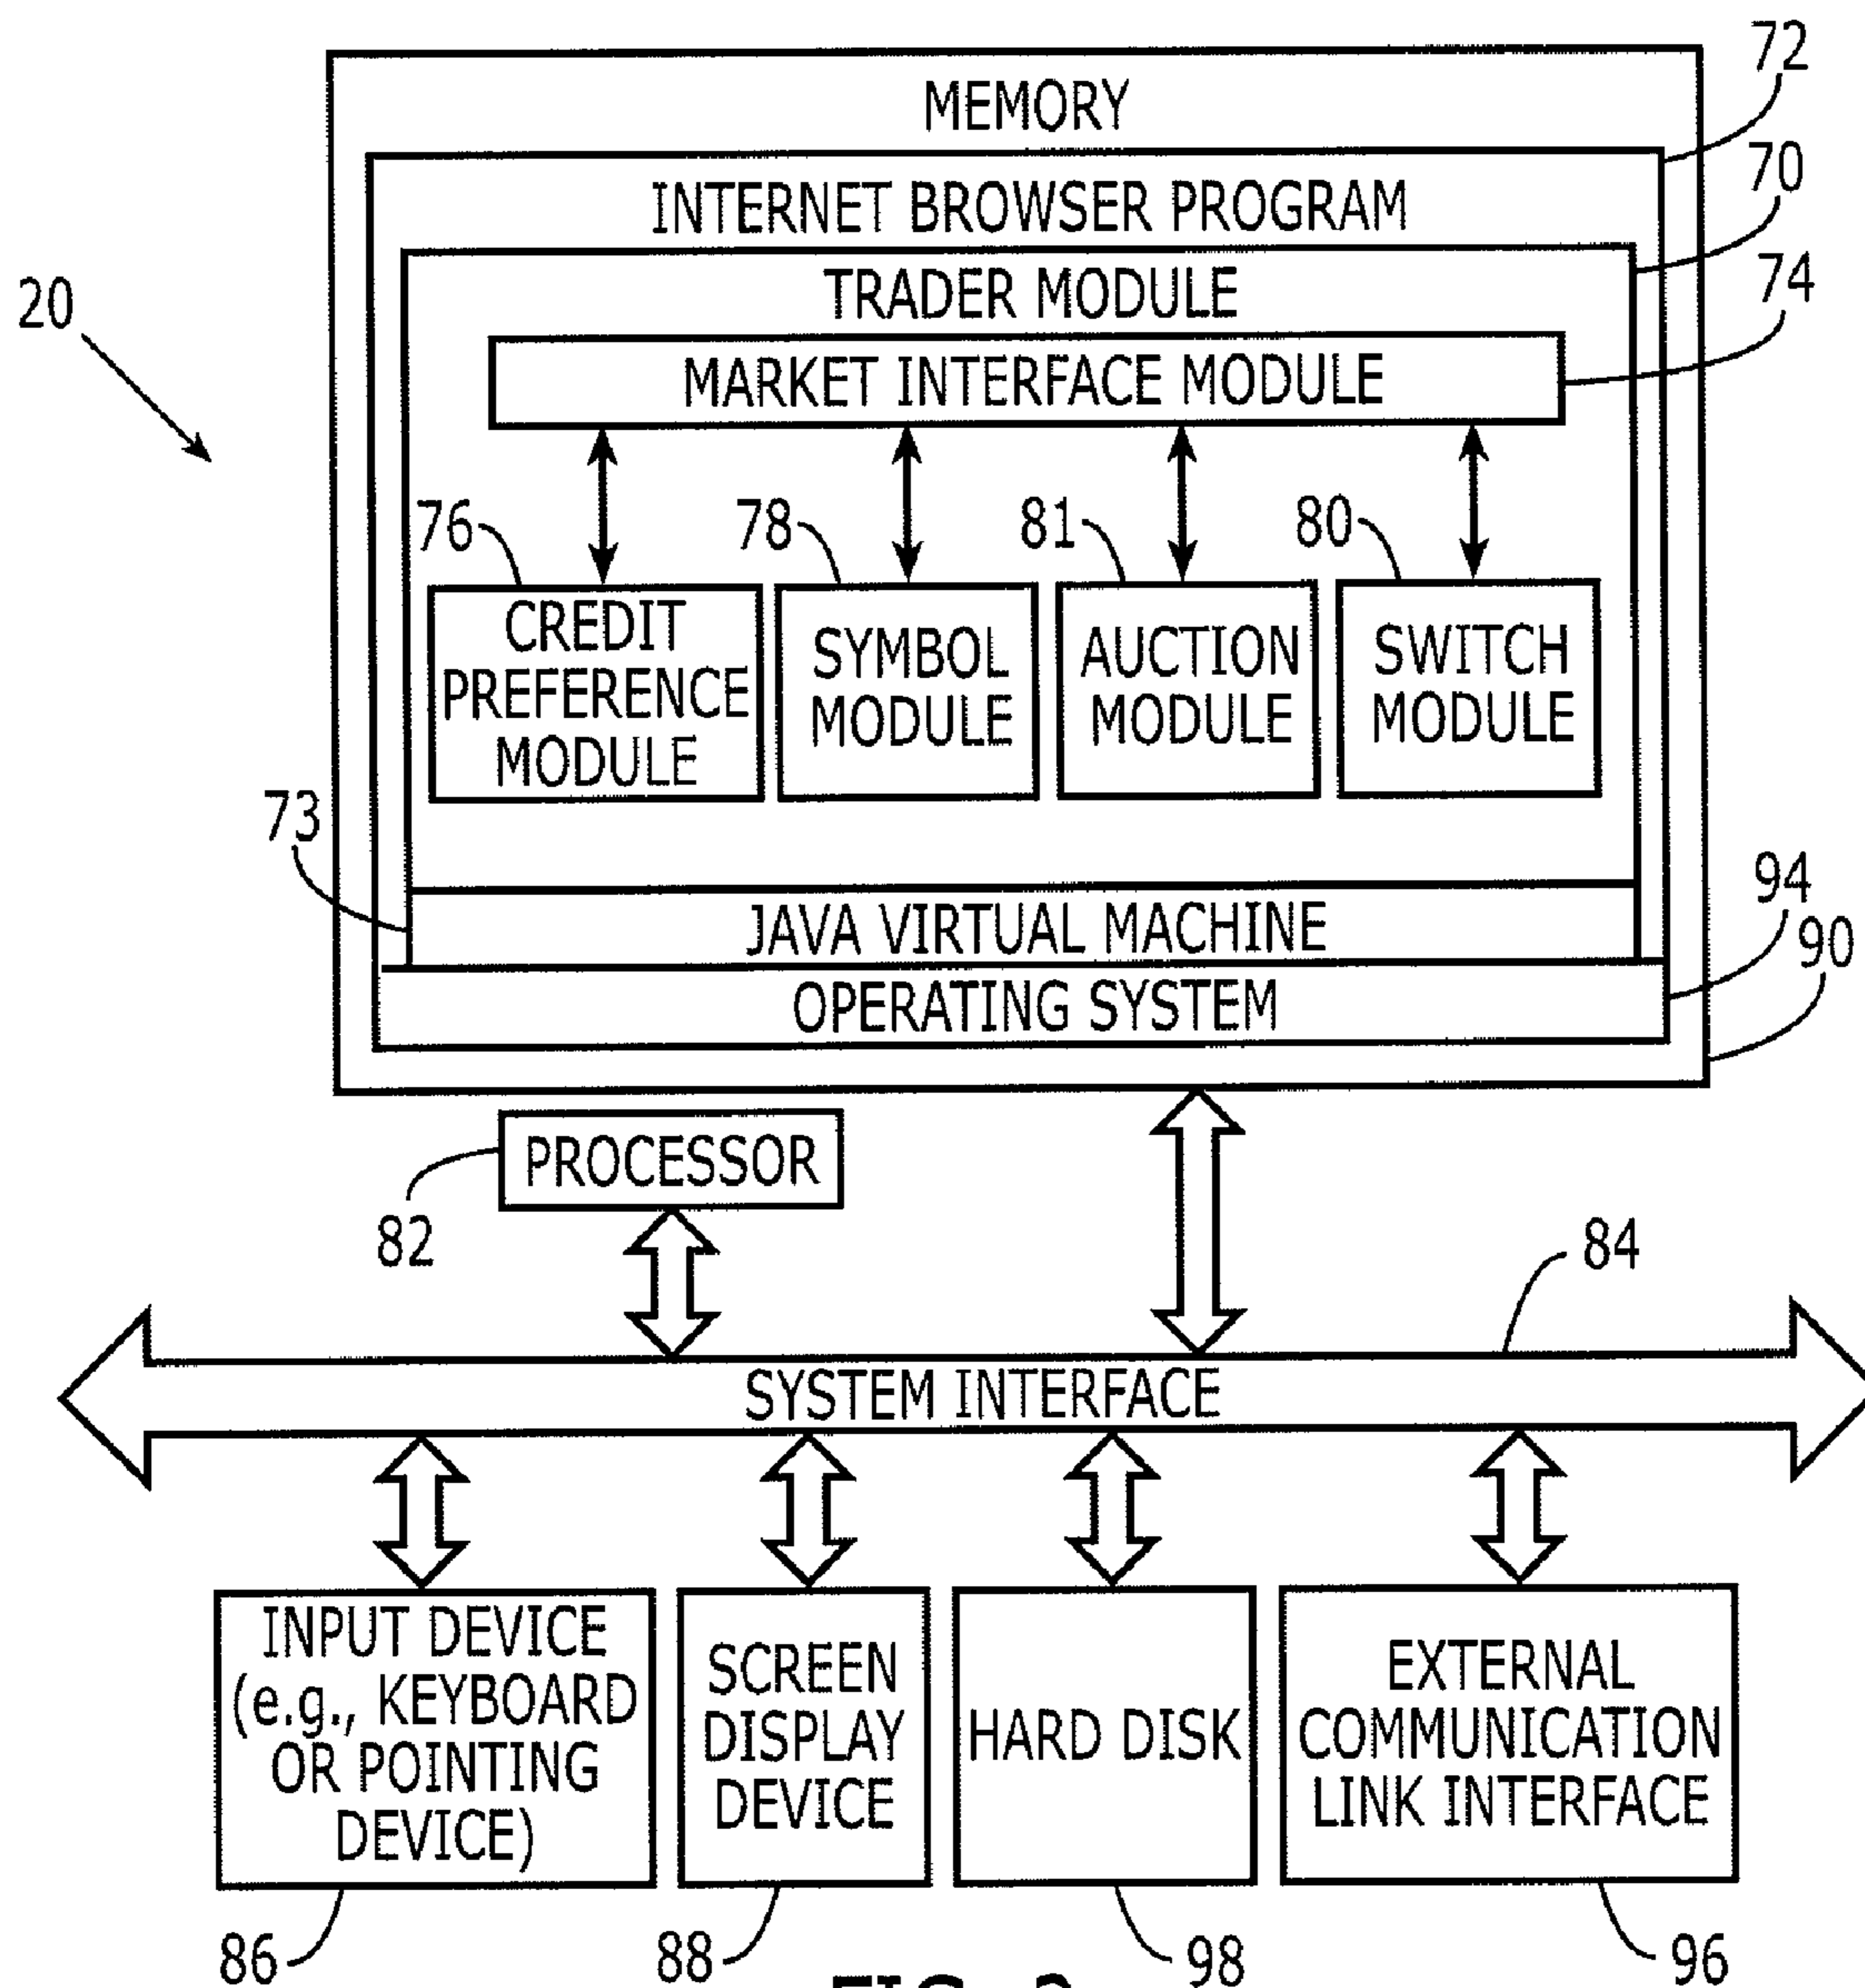 72
MEMORY
70
INTERNET BROWSER PROGRAM
74
TRADER MODULE
20
MARKET INTERFACE MODULE
76
78
81
80
CREDIT
PREFERENCE
MODULE
SYMBOL
MODULE
AUCTION
MODULE
SWITCH
MODULE
73
94
JAVA VIRTUAL MACHINE
90
OPERATING SYSTEM
PROCESSOR
82
84
SYSTEM INTERFACE
INPUT DEVICE
(e.g., KEYBOARD
OR POINTING
DEVICE)
SCREEN
DISPLAY
DEVICE
HARD DISK
EXTERNAL
COMMUNICATION
LINK INTERFACE
86
88
98
96